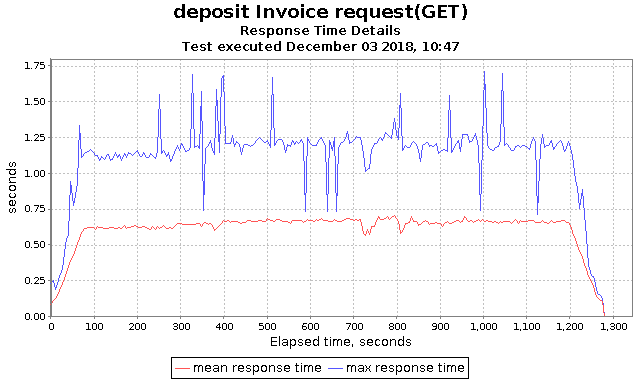 deposit Invoice request(GET)
Response Time Details
Test executed December 03 2018, 10:47
1.75
1.50
1.25
1.00
0.75
0.50
0.25
0.00
seconds
0 100 200 300 400 500 600 700 800 900 1,000 1,100 1,200 1,300
Elapsed time, seconds
mean response time max response time